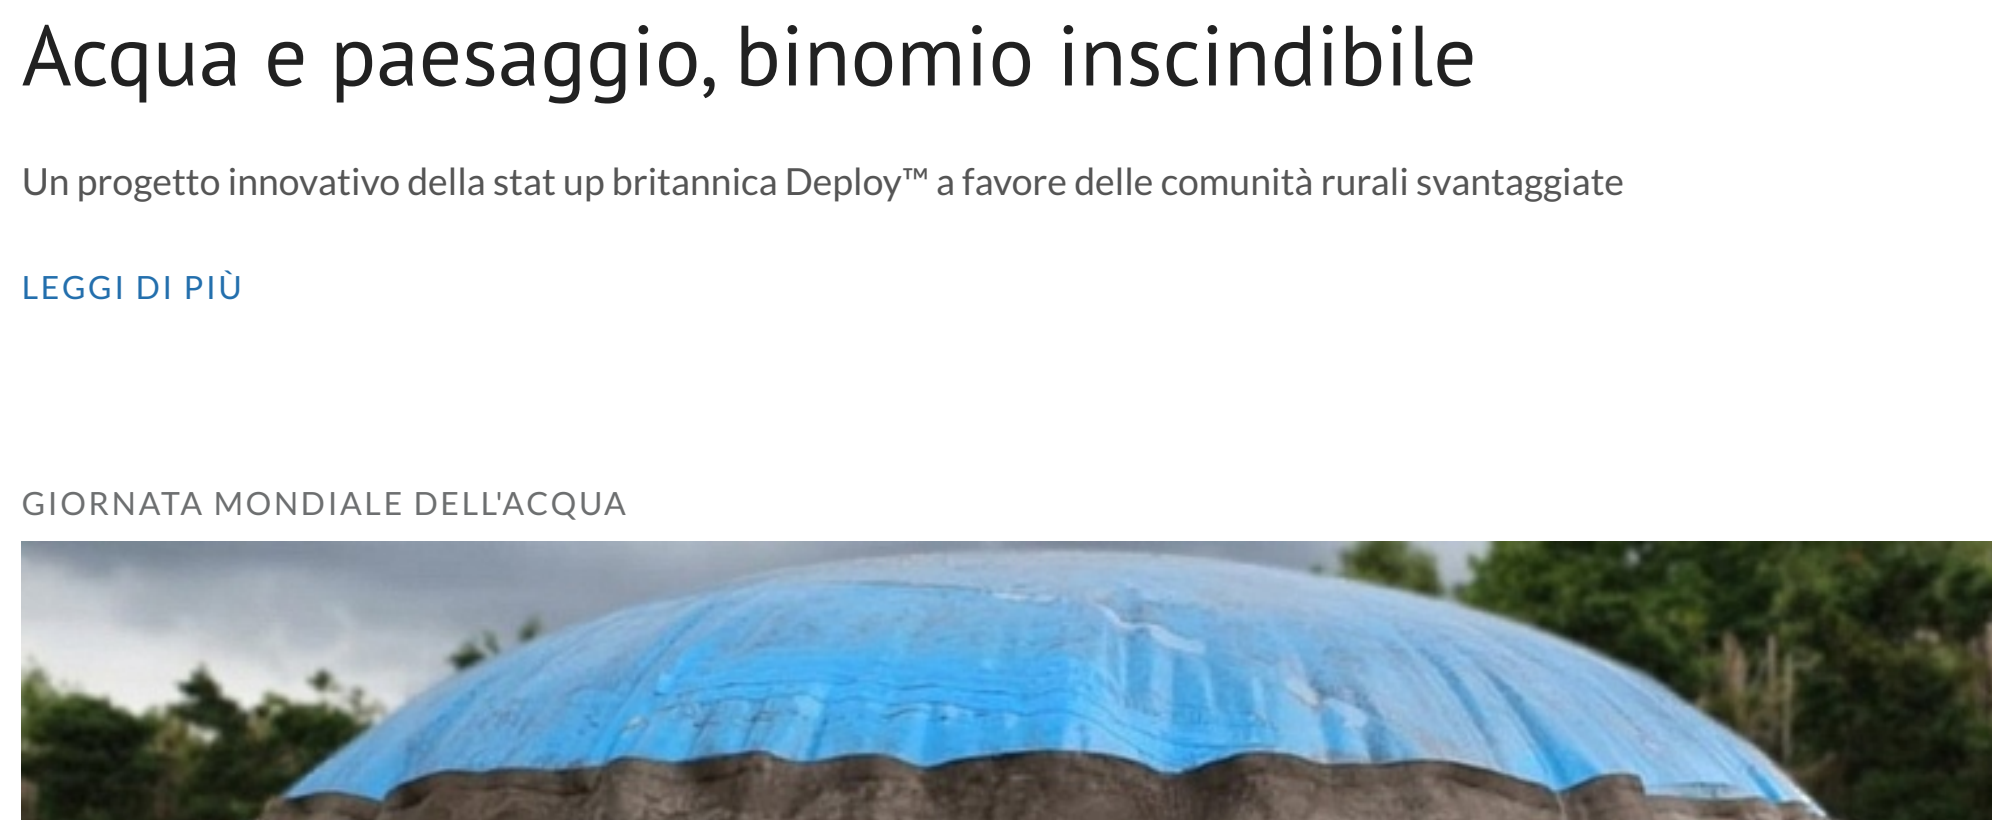 Acqua e paesaggio, binomio inscindibile
Un progetto innovativo della stat up britannica Deploy™ a favore delle comunità rurali svantaggiate
LEGGI DI PIÙ
GIORNATA MONDIALE DELL'ACQUA